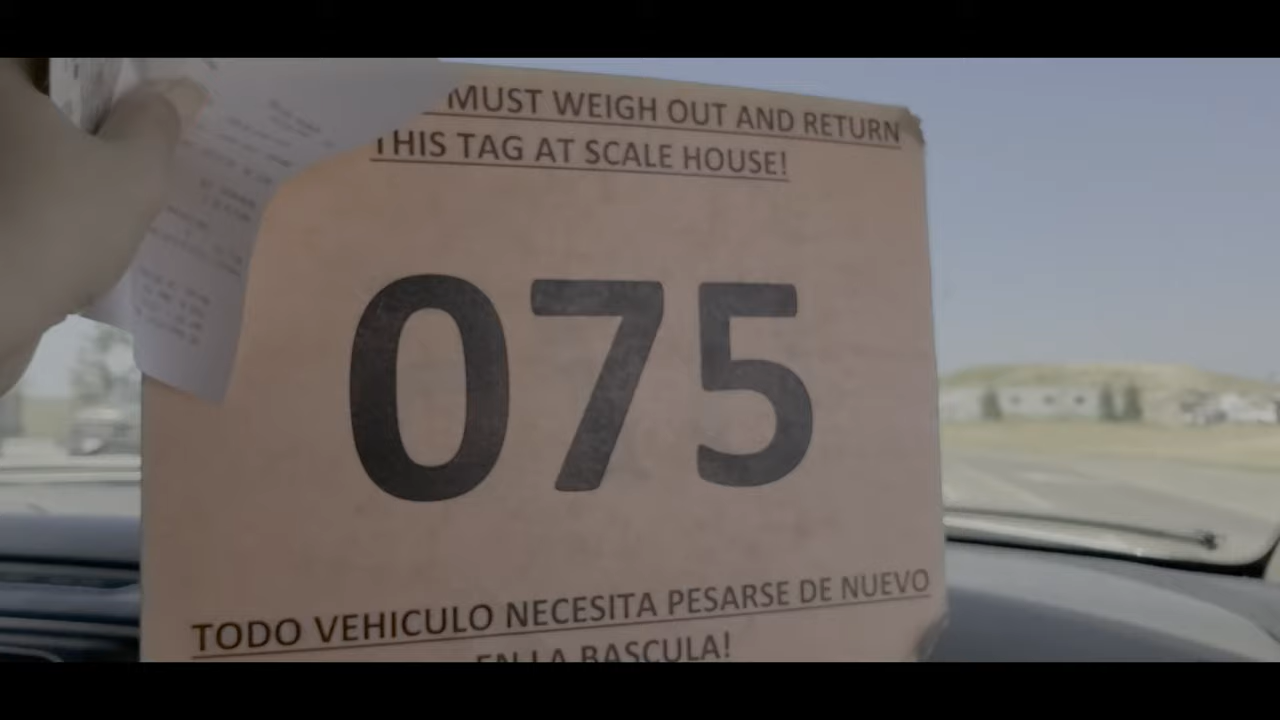 MUST WEIGH OUT AND RETURN
THIS TAG AT SCALE HOUSE!
075
TODO VEHICULO NECESITA PESARSE DE NUEVO
EN LA BASCULA!